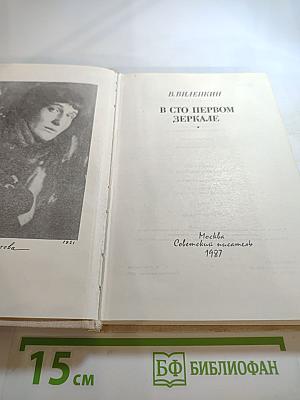 В. ВИЛЕНКИН
В СТО ПЕРВОМ
ЗЕРКАЛЕ
Москва
Советский писатель
1987
1921
15 см
БФ БИБЛИОФАН